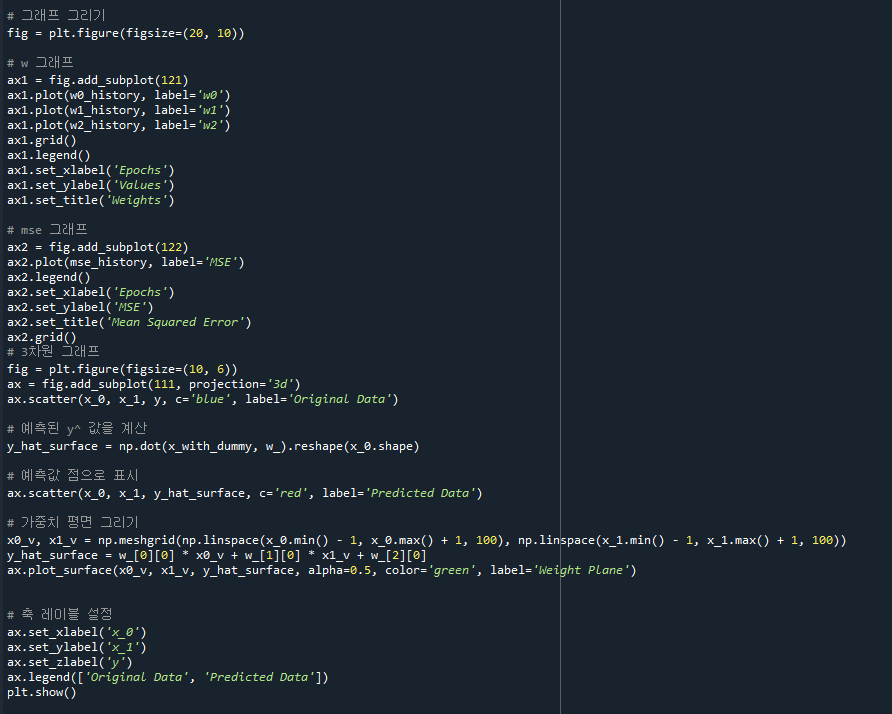 # 그래프 그리기
fig = plt.figure(figsize=(20, 10))
# w 그래프
ax1 = fig.add_subplot(121)
ax1.plot(w0_history, label='w0')
ax1.plot(w1_history, label='w1')
ax1.plot(w2_history, label='w2')
ax1.grid()
ax1.legend()
ax1.set_xlabel('Epochs')
ax1.set_ylabel('Values')
ax1.set_title('Weights')
# mse 그래프
ax2 = fig.add_subplot(122)
ax2.plot(mse_history, label='MSE')
ax2.legend()
ax2.set_xlabel('Epochs')
ax2.set_ylabel('MSE')
ax2.set_title('Mean Squared Error')
ax2.grid()
# 3차원 그래프
fig = plt.figure(figsize=(10, 6))
ax = fig.add_subplot(111, projection='3d')
ax.scatter(x_0, x_1, y, c='blue', label='Original Data')
# 예측된 y^ 값을 계산
y_hat_surface = np.dot(x_with_dummy, w_).reshape(x_0.shape)
# 예측값 점으로 표시
ax.scatter(x_0, x_1, y_hat_surface, c='red', label='Predicted Data')
# 가중치 평면 그리기
x0_v, x1_v = np.meshgrid(np.linspace(x_0.min() - 1, x_0.max() + 1, 100), np.linspace(x_1.min() - 1, x_1.max() + 1, 100))
y_hat_surface = w_[0][0] * x0_v + w_[1][0] * x1_v + w_[2][0]
ax.plot_surface(x0_v, x1_v, y_hat_surface, alpha=0.5, color='green', label='Weight Plane')
# 축 레이블 설정
ax.set_xlabel('x_0')
ax.set_ylabel('x_1')
ax.set_zlabel('y')
ax.legend(['Original Data', 'Predicted Data'])
plt.show()